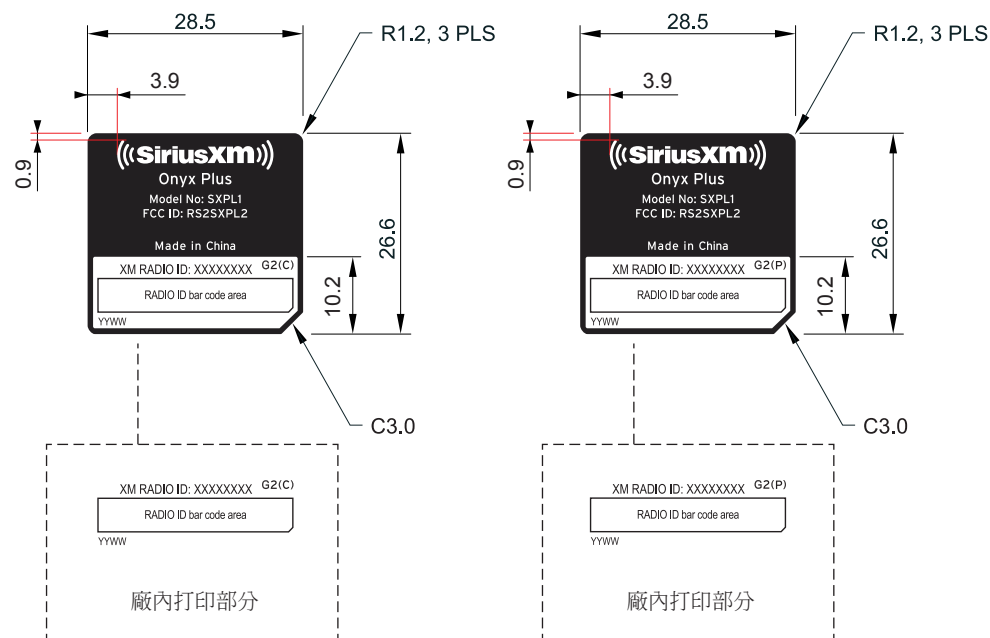 28.5
R1.2, 3 PLS
3.9
0.9
SiriusXM
Onyx Plus
Model No: SXPL1
FCC ID: RS2SXPL2
Made in China
XM RADIO ID: XXXXXXXX G2(C)
RADIO ID bar code area
YYWW
26.6
10.2
C3.0
XM RADIO ID: XXXXXXXX G2(C)
RADIO ID bar code area
YYWW
廠內打印部分
28.5
R1.2, 3 PLS
3.9
0.9
SiriusXM
Onyx Plus
Model No: SXPL1
FCC ID: RS2SXPL2
Made in China
XM RADIO ID: XXXXXXXX G2(P)
RADIO ID bar code area
YYWW
26.6
10.2
C3.0
XM RADIO ID: XXXXXXXX G2(P)
RADIO ID bar code area
YYWW
廠內打印部分